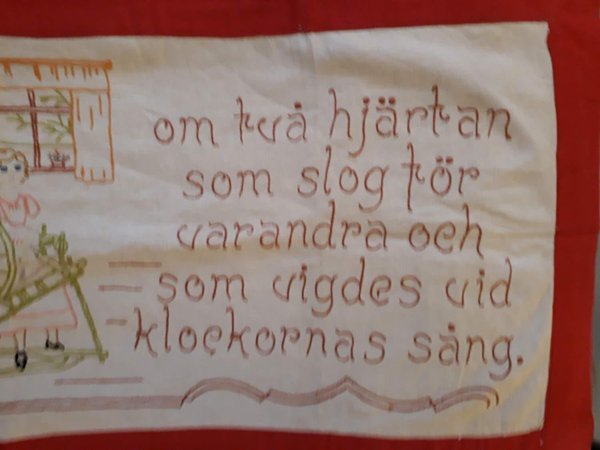 om två hjärtan
som slog för
varandra och
som vigdes vid
klockornas sång.